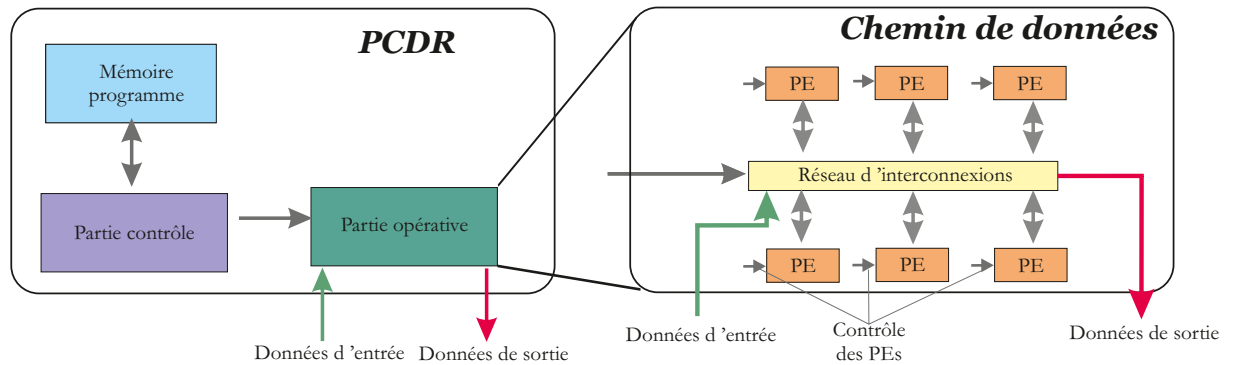 PCDR
Mémoire
programme
Partie contrôle
Partie opérative
Données d ’entrée
Données de sortie
Chemin de données
PE
PE
PE
Réseau d ’interconnexions
PE
PE
PE
Données d ’entrée
Contrôle
des PEs
Données de sortie